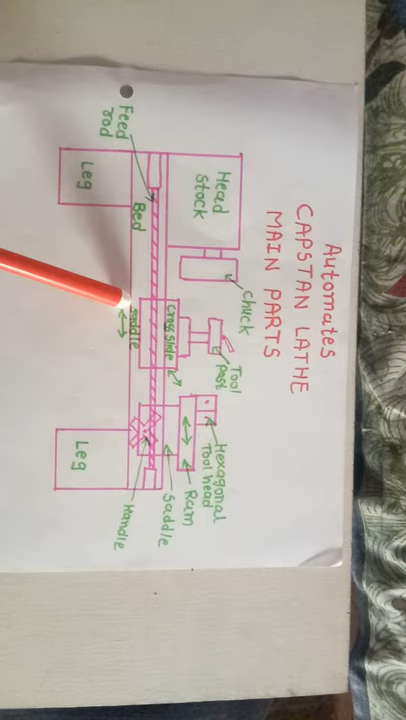 Automates
CAPSTAN LATHE
MAIN PARTS
Head
stock
chuck
Tool
post
Hexagonal
Tool head
Ram
saddle
Handle
cross slide
saddle
Bed
Feed
rod
Leg
Leg